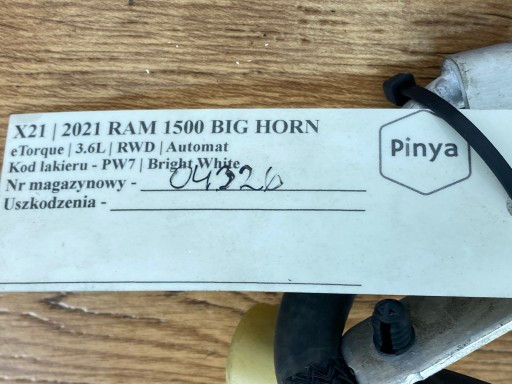 X21 | 2021 RAM 1500 BIG HORN
eTorque | 3.6L | RWD | Automat
Kod lakieru - PW7 | Bright White
Nr magazynowy - 04326
Uszkodzenia -
Pinya